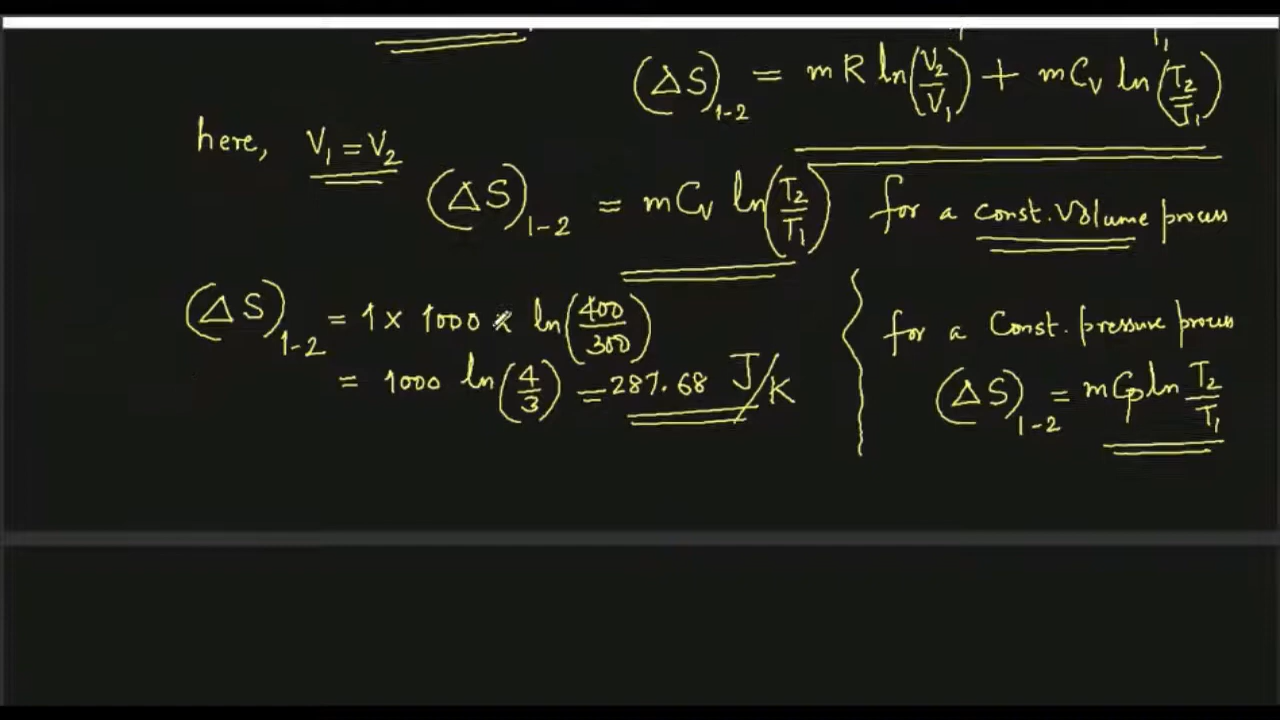 (ΔS)₁₋₂ = mR ln(V₂/V₁) + mCv ln(T₂/T₁)
here, V₁ = V₂
(ΔS)₁₋₂ = mCv ln(T₂/T₁) for a const. Volume process
(ΔS)₁₋₂ = 1 × 1000 × ln(400/300)
= 1000 ln(4/3) = 287.68 J/K
for a Const. pressure process
(ΔS)₁₋₂ = mCp ln T₂/T₁